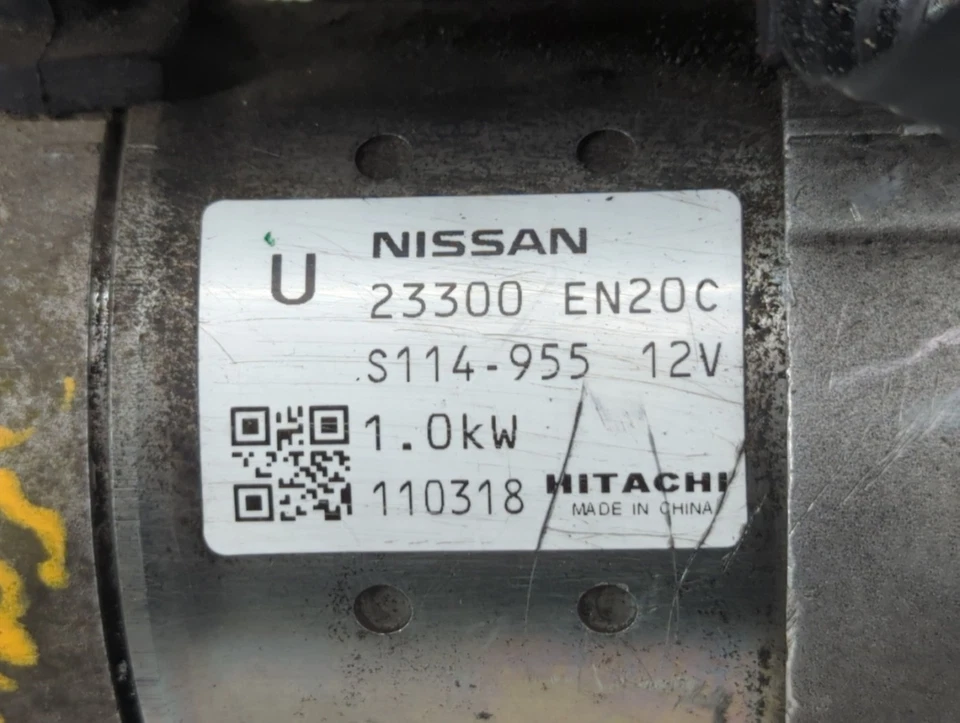 NISSAN
U
23300 EN20C
S114-955 12V
1.0kW
110318
HITACHI
MADE IN CHINA